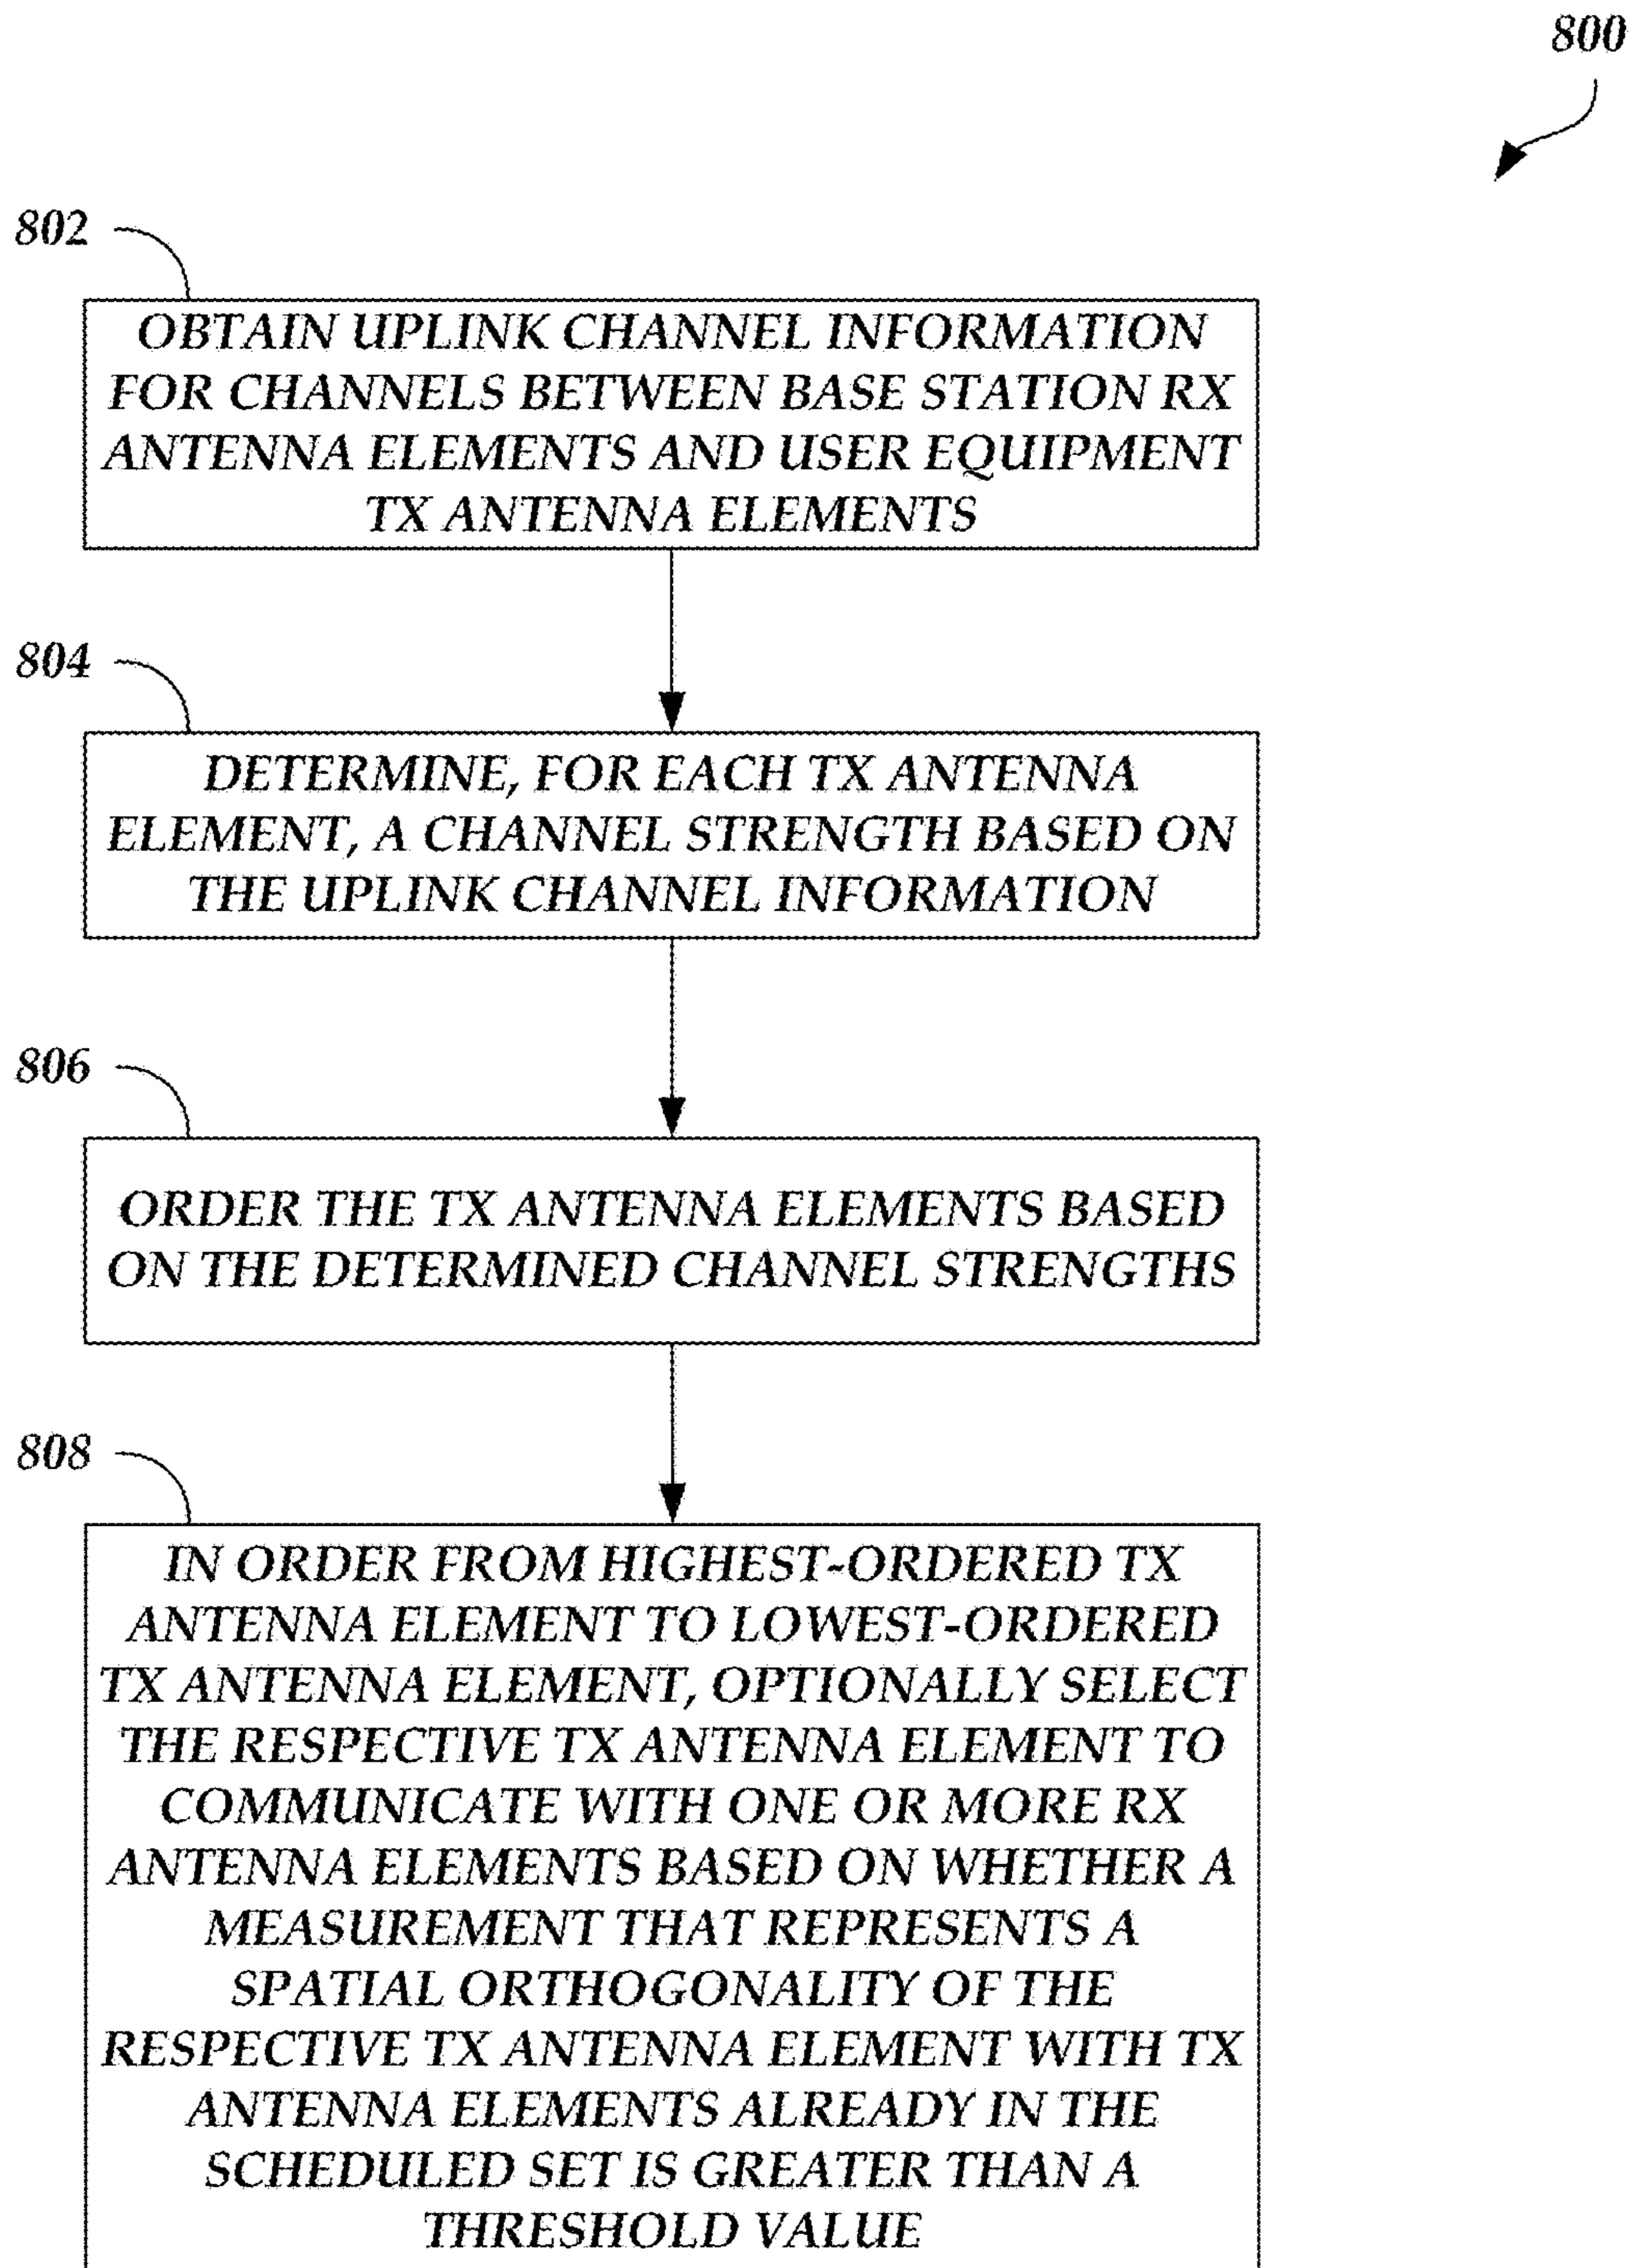 800
802
OBTAIN UPLINK CHANNEL INFORMATION
FOR CHANNELS BETWEEN BASE STATION RX
ANTENNA ELEMENTS AND USER EQUIPMENT
TX ANTENNA ELEMENTS
804
DETERMINE, FOR EACH TX ANTENNA
ELEMENT, A CHANNEL STRENGTH BASED ON
THE UPLINK CHANNEL INFORMATION
806
ORDER THE TX ANTENNA ELEMENTS BASED
ON THE DETERMINED CHANNEL STRENGTHS
808
IN ORDER FROM HIGHEST-ORDERED TX
ANTENNA ELEMENT TO LOWEST-ORDERED
TX ANTENNA ELEMENT, OPTIONALLY SELECT
THE RESPECTIVE TX ANTENNA ELEMENT TO
COMMUNICATE WITH ONE OR MORE RX
ANTENNA ELEMENTS BASED ON WHETHER A
MEASUREMENT THAT REPRESENTS A
SPATIAL ORTHOGONALITY OF THE
RESPECTIVE TX ANTENNA ELEMENT WITH TX
ANTENNA ELEMENTS ALREADY IN THE
SCHEDULED SET IS GREATER THAN A
THRESHOLD VALUE